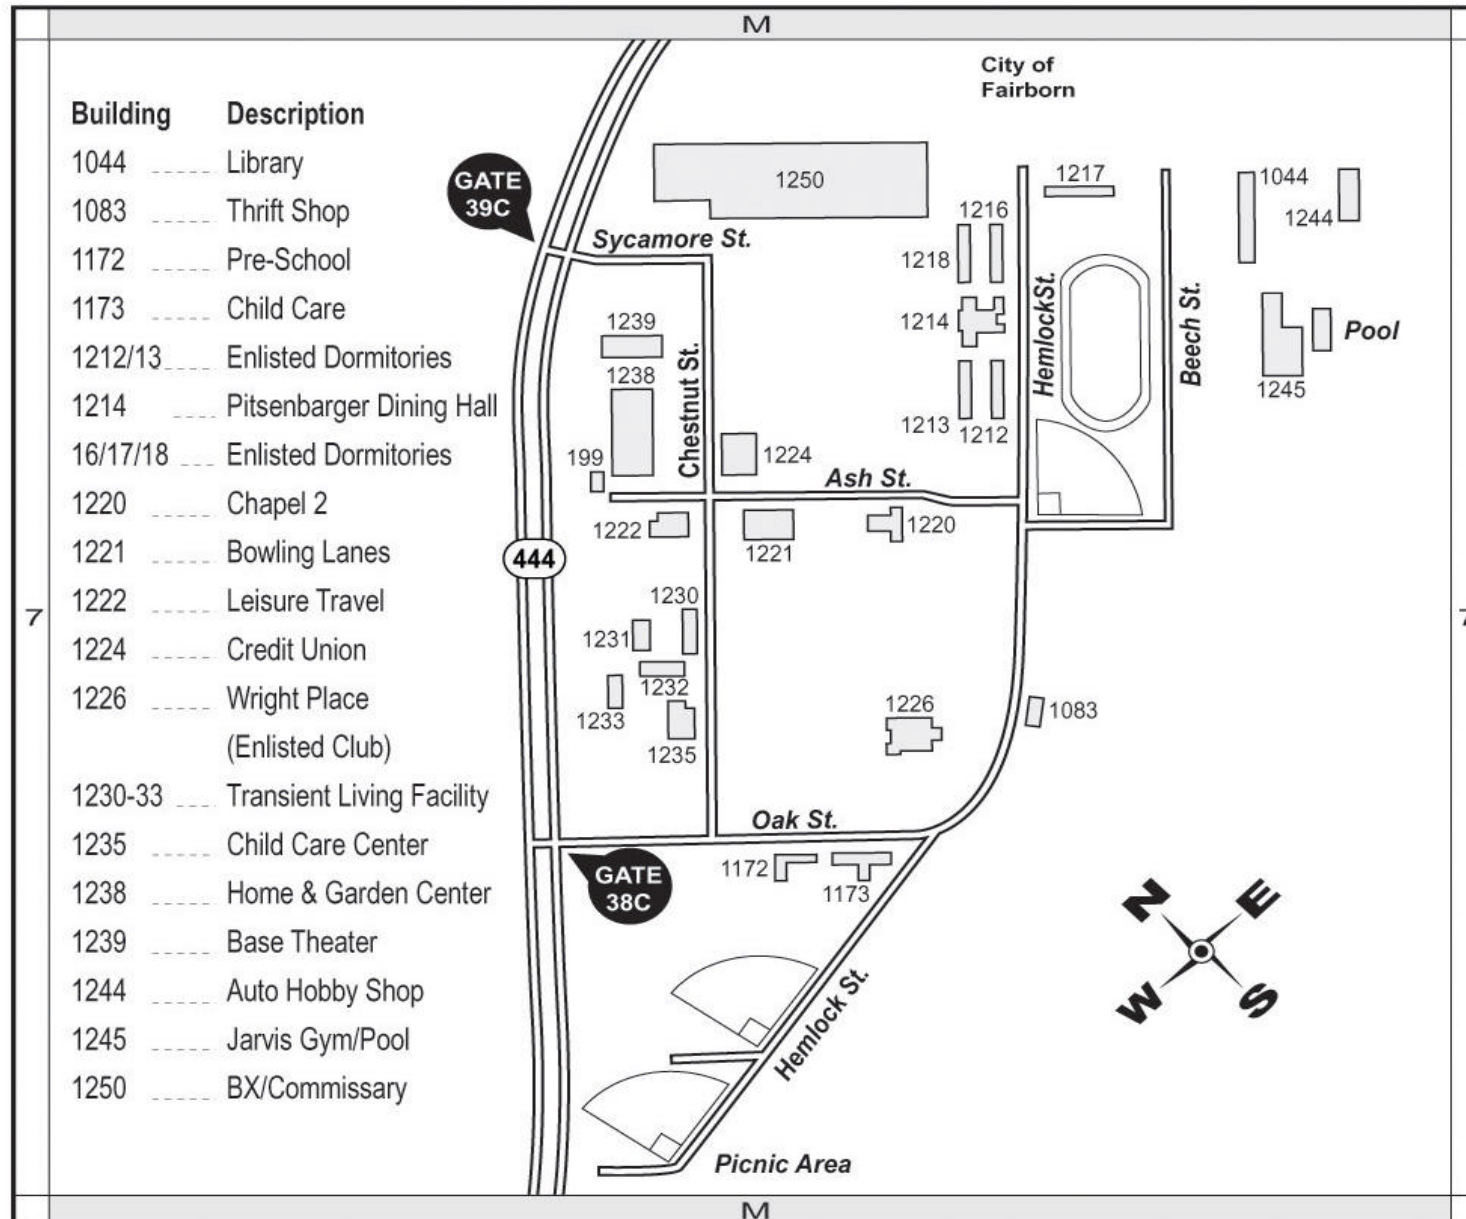 M
City of
Fairborn
Building Description
1044 Library
1083 Thrift Shop
1172 Pre-School
1173 Child Care
1212/13 Enlisted Dormitories
1214 Pitsenbarger Dining Hall
16/17/18 Enlisted Dormitories
1220 Chapel 2
1221 Bowling Lanes
1222 Leisure Travel
1224 Credit Union
1226 Wright Place
(Enlisted Club)
1230-33 Transient Living Facility
1235 Child Care Center
1238 Home & Garden Center
1239 Base Theater
1244 Auto Hobby Shop
1245 Jarvis Gym/Pool
1250 BX/Commissary
GATE
39C
1250
Sycamore St.
1217
1044
1244
1216
1218
1214
HemlockSt.
Beech St.
Pool
1245
1239
1238
Chestnut St.
1213
1212
199
1224
Ash St.
1222
1221
1220
444
7
7
1230
1231
1232
1233
1235
1226
1083
Oak St.
GATE
38C
1172
1173
N
E
W
S
Hemlock St.
Picnic Area
M